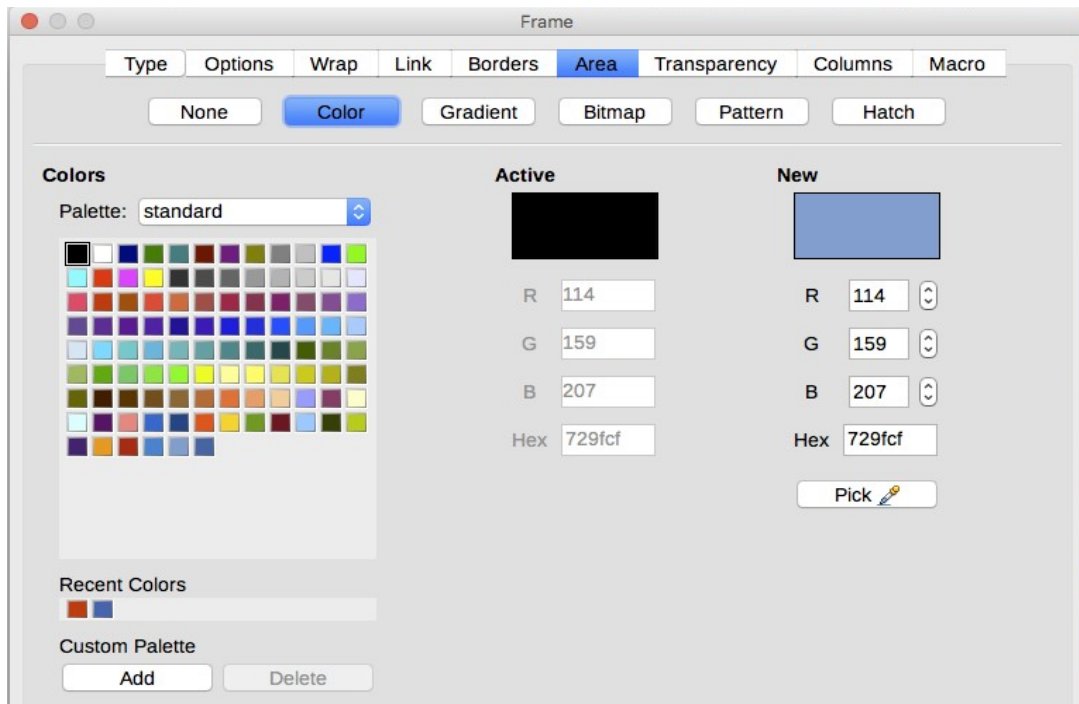 Frame
Type Options Wrap Link Borders Area Transparency Columns Macro
None Color Gradient Bitmap Pattern Hatch
Colors Active New
Palette: standard
R 114 R 114
G 159 G 159
B 207 B 207
Hex 729fcf Hex 729fcf
Pick
Recent Colors
Custom Palette
Add Delete